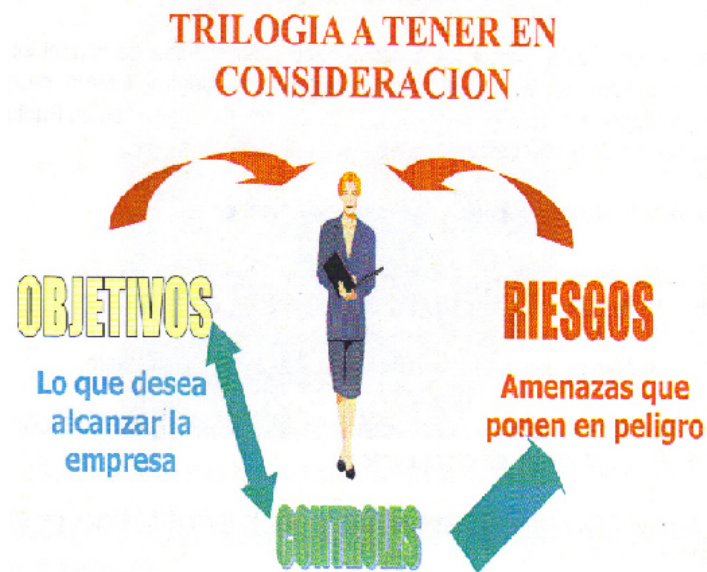 TRILOGIA A TENER EN
CONSIDERACION
OBJETIVOS
Lo que desea
alcanzar la
empresa
RIESGOS
Amenazas que
ponen en peligro
CONTROLES